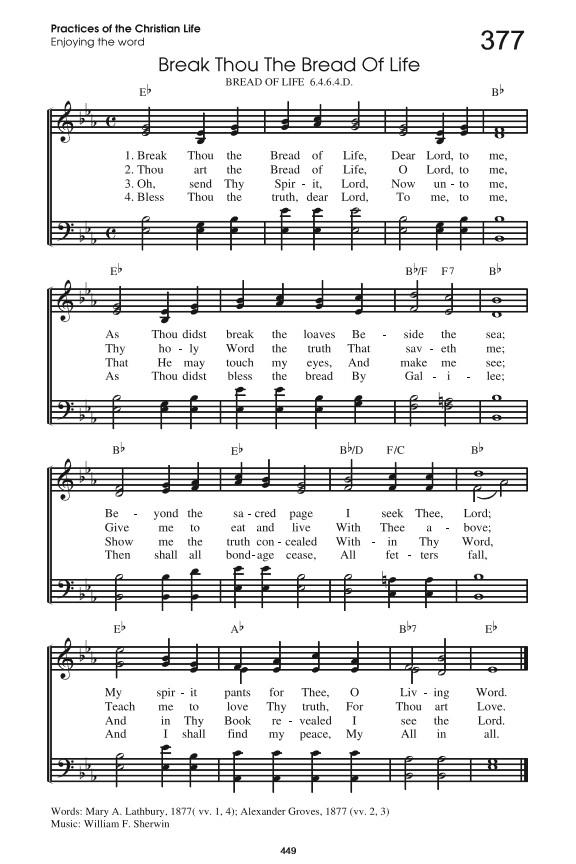 Practices of the Christian Life
Enjoying the word
377
Break Thou The Bread Of Life
BREAD OF LIFE 6.4.6.4.D.
E♭ B♭
1. Break Thou the Bread of Life, Dear Lord, to me,
2. Thou art the Bread of Life, O Lord, to me,
3. Oh, send Thy Spir - it, Lord, Now un - to me,
4. Bless Thou the truth, dear Lord, To me, to me,
E♭ B♭/F F7 B♭
As Thou didst break the loaves Be - side the sea;
Thy ho - ly Word the truth That sav - eth me;
That He may touch my eyes, And make me see;
As Thou didst bless the bread By Gal - i - lee;
B♭ E♭ B♭/D F/C B♭
Be - yond the sa - cred page I seek Thee, Lord;
Give me to eat and live With Thee a - bove;
Show me the truth con - cealed With - in Thy Word,
Then shall all bond - age cease, All fet - ters fall,
E♭ A♭ B♭7 E♭
My spir - it pants for Thee, O Liv - ing Word.
Teach me to love Thy truth, For Thou art Love.
And in Thy Book re - vealed I see the Lord.
And I shall find my peace, My All in all.
Words: Mary A. Lathbury, 1877( vv. 1, 4); Alexander Groves, 1877 (vv. 2, 3)
Music: William F. Sherwin
449